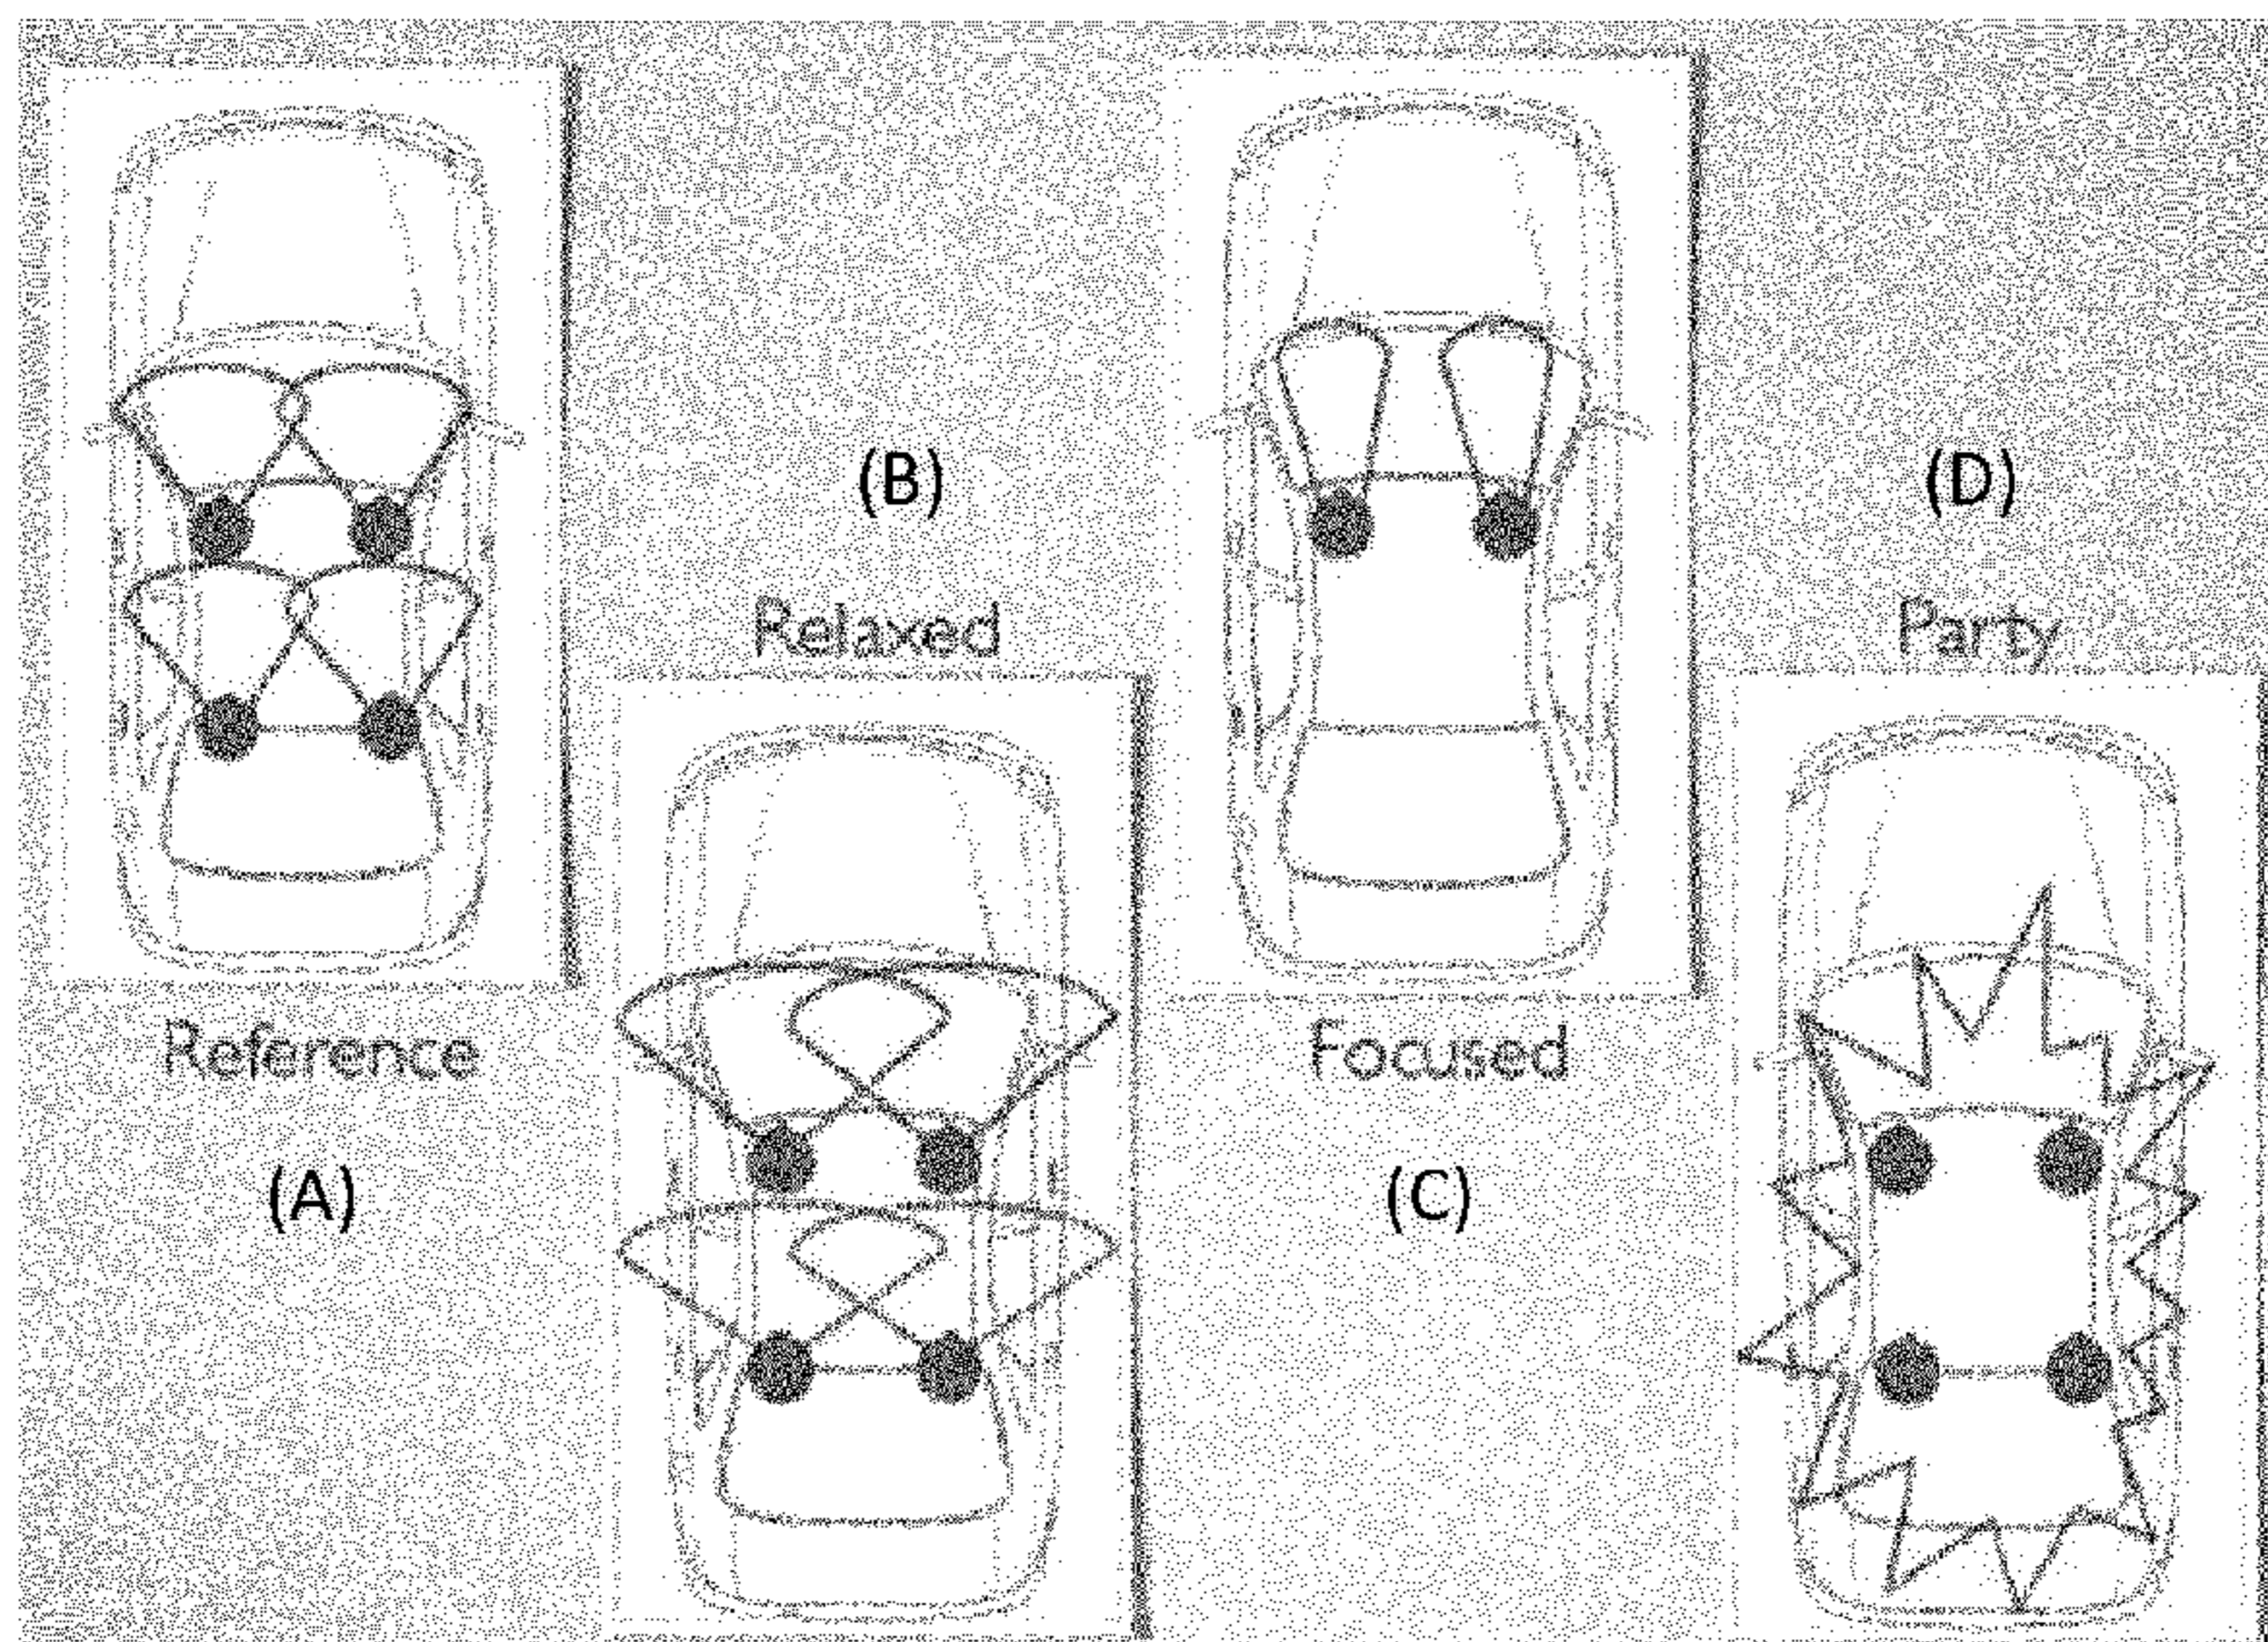 Reference
(A)
(B)
Relaxed
Focused
(C)
(D)
Party